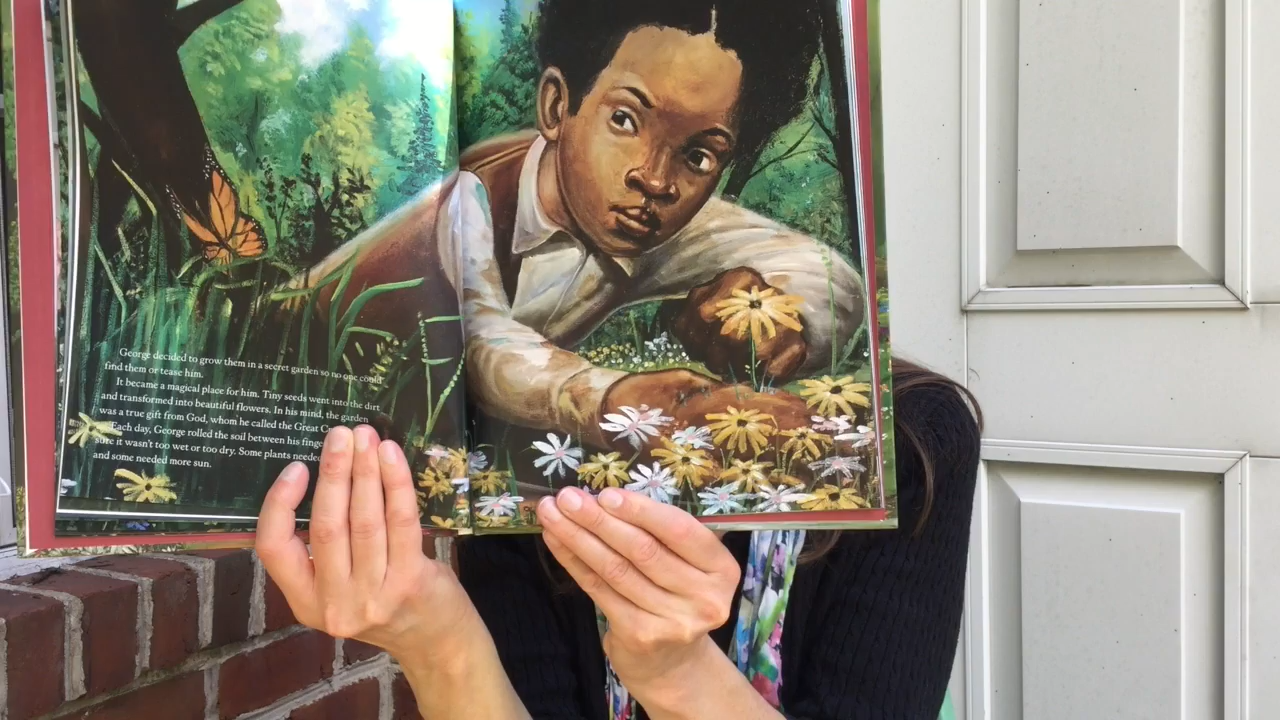 George decided to grow them in a secret garden so no one could
find them or tease him.
It became a magical place for him. Tiny seeds went into the dirt
and transformed into beautiful flowers. In his mind, the garden
was a true gift from God, whom he called the Great
Each day, George rolled the soil between his
sure it wasn't too wet or too dry. Some plants
and some needed more sun.